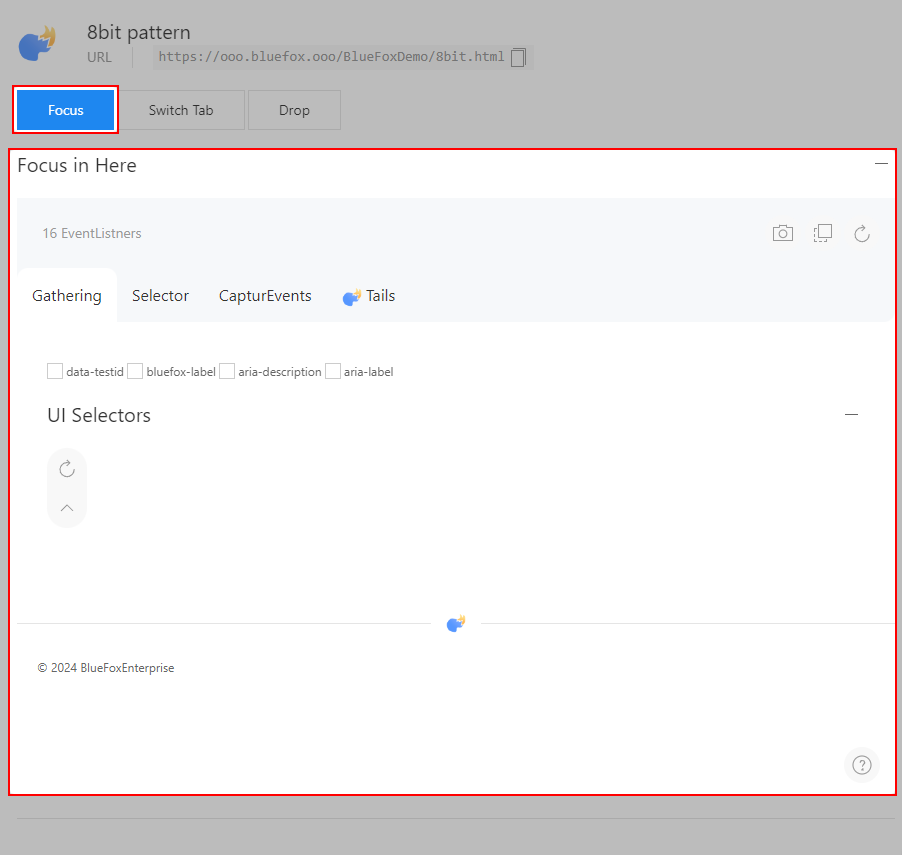 8bit pattern
URL https://ooo.bluefox.ooo/BlueFoxDemo/8bit.html
Focus Switch Tab Drop
Focus in Here
16 EventListners
Gathering Selector CapturEvents Tails
data-testid bluefox-label aria-description aria-label
UI Selectors
© 2024 BlueFoxEnterprise